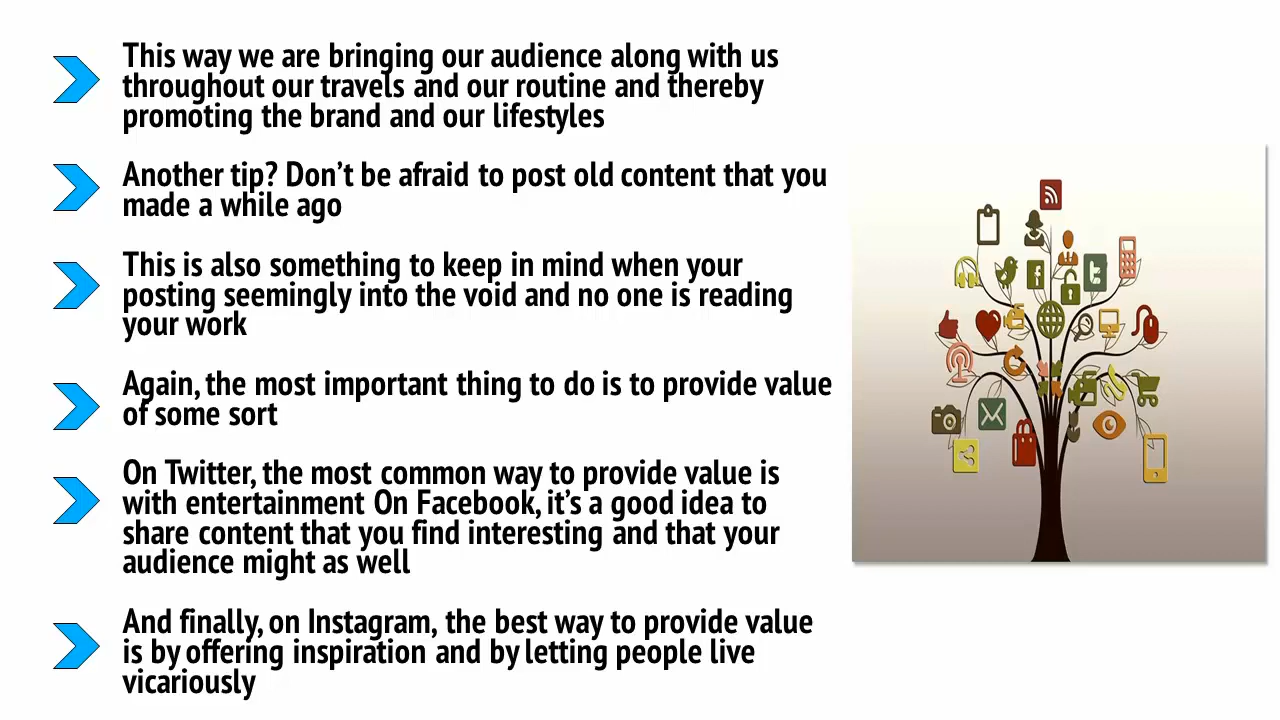 This way we are bringing our audience along with us
throughout our travels and our routine and thereby
promoting the brand and our lifestyles
Another tip? Don’t be afraid to post old content that you
made a while ago
This is also something to keep in mind when your
posting seemingly into the void and no one is reading
your work
Again, the most important thing to do is to provide value
of some sort
On Twitter, the most common way to provide value is
with entertainment On Facebook, it’s a good idea to
share content that you find interesting and that your
audience might as well
And finally, on Instagram, the best way to provide value
is by offering inspiration and by letting people live
vicariously